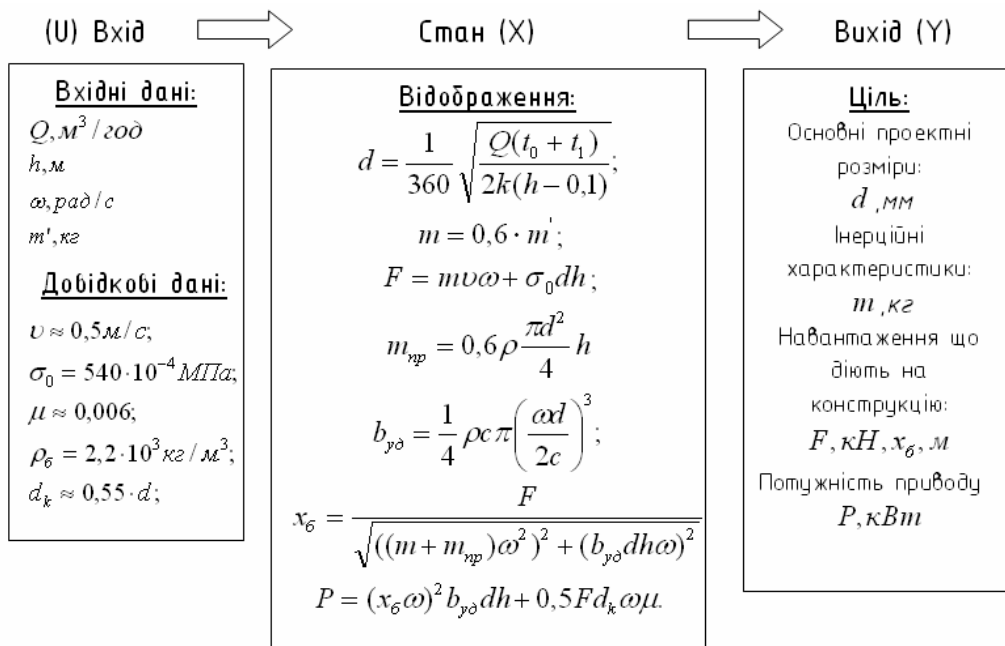 (U) Вхід
Стан (X)
Вихід (Y)
Вхідні дані:
Q, м³ / год
h, м
ω, рад / с
m', кг
Довідкові дані:
υ ≈ 0,5 м / с;
σ₀ = 540·10⁻⁴ МПа;
μ ≈ 0,006;
ρ_б = 2,2·10³ кг / м³;
d_k ≈ 0,55·d;
Відображення:
d = 1/360 √(Q(t₀ + t₁) / 2k(h − 0,1));
m = 0,6 · m';
F = mυω + σ₀dh;
m_пр = 0,6ρ πd²/4 h
b_уд = 1/4 ρcπ(ωd/2c)³;
x_б = F / √(((m + m_пр)ω²)² + (b_уд dhω)²)
P = (x_б ω)² b_уд dh + 0,5Fd_k ωμ.
Ціль:
Основні проектні
розміри:
d , мм
Інерційні
характеристики:
m , кг
Навантаження що
діють на
конструкцію:
F, кН, x_б, м
Потужність приводу
P, кВт